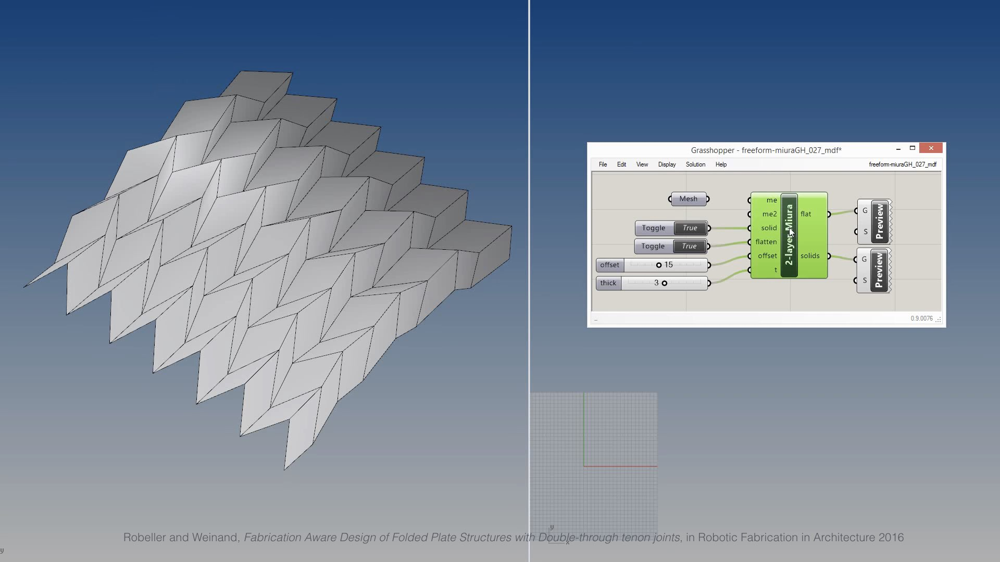 Grasshopper - freeform-miuraGH_027_mdf*
File Edit View Display Solution Help freeform-miuraGH_027_mdf
Mesh
Toggle True
Toggle True
offset 15
thick 3
me
me2
solid
flatten
offset
t
2-layer Miura
flat
solids
G
S
Preview
G
S
Preview
0.9.0076
y
x
Robeller and Weinand, Fabrication Aware Design of Folded Plate Structures with Double-through tenon joints, in Robotic Fabrication in Architecture 2016
y